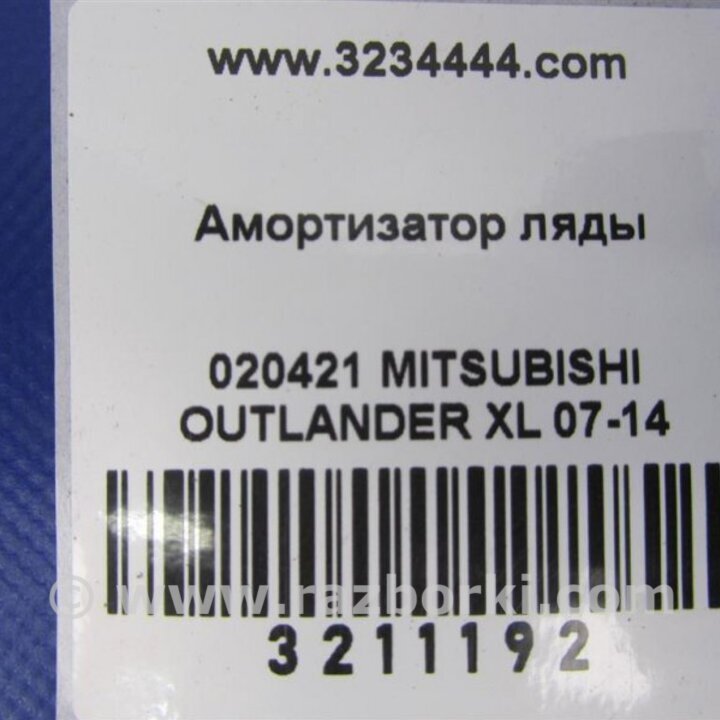 www.3234444.com
Амортизатор ляды
020421 MITSUBISHI
OUTLANDER XL 07-14
© www.razborki.com
3211192